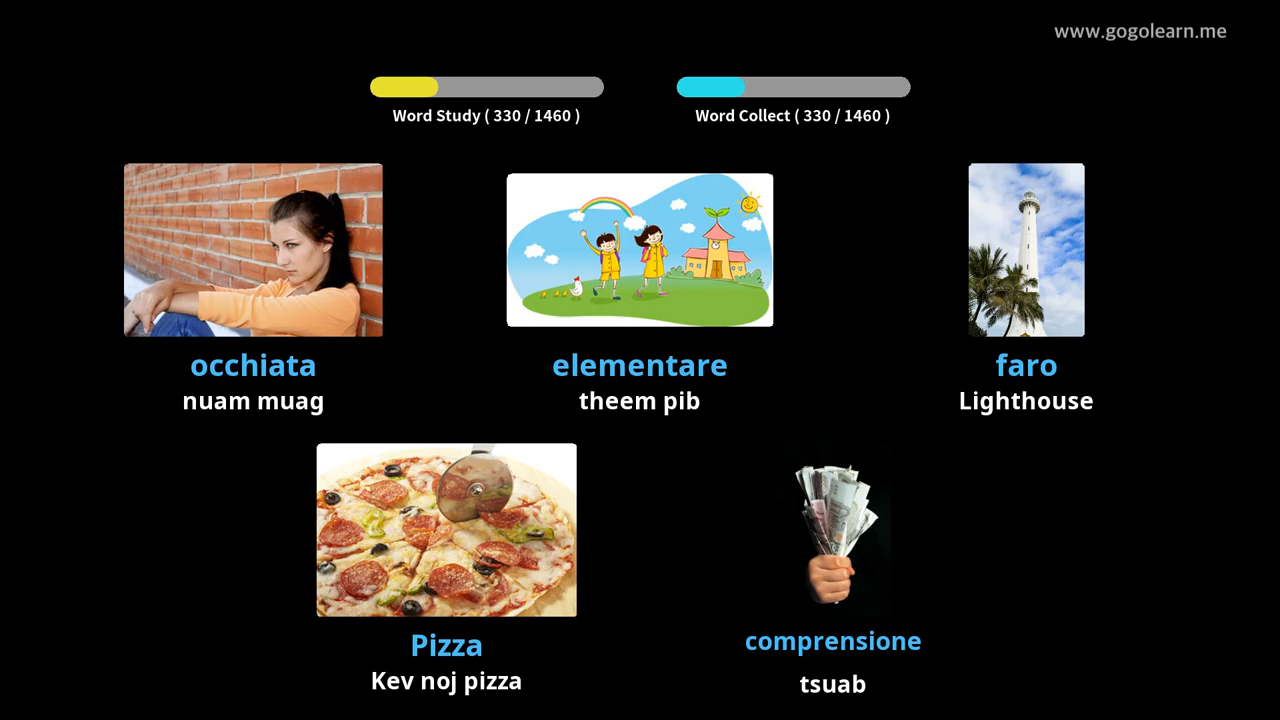 www.gogolearn.me
Word Study ( 330 / 1460 )
Word Collect ( 330 / 1460 )
occhiata
nuam muag
elementare
theem pib
faro
Lighthouse
Pizza
Kev noj pizza
comprensione
tsuab